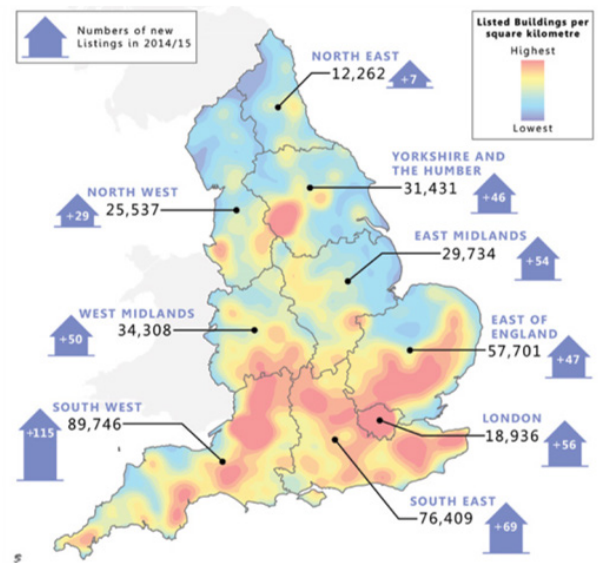 Numbers of new
Listings in 2014/15
Listed Buildings per
square kilometre
Highest
Lowest
NORTH EAST
12,262
+7
YORKSHIRE AND
THE HUMBER
31,431
+46
NORTH WEST
25,537
+29
EAST MIDLANDS
29,734
+54
WEST MIDLANDS
34,308
+50
EAST OF
ENGLAND
57,701
+47
SOUTH WEST
89,746
+115
LONDON
18,936
+56
SOUTH EAST
76,409
+69
5